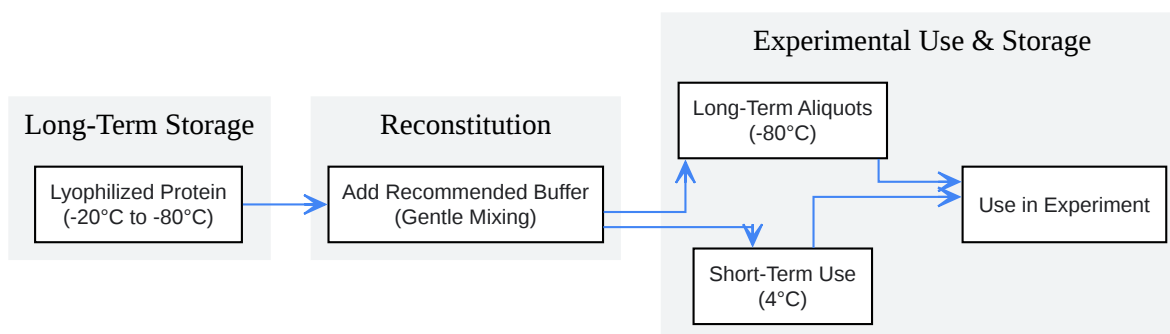 Long-Term Storage
Lyophilized Protein
(-20°C to -80°C)
Reconstitution
Add Recommended Buffer
(Gentle Mixing)
Experimental Use & Storage
Long-Term Aliquots
(-80°C)
Short-Term Use
(4°C)
Use in Experiment